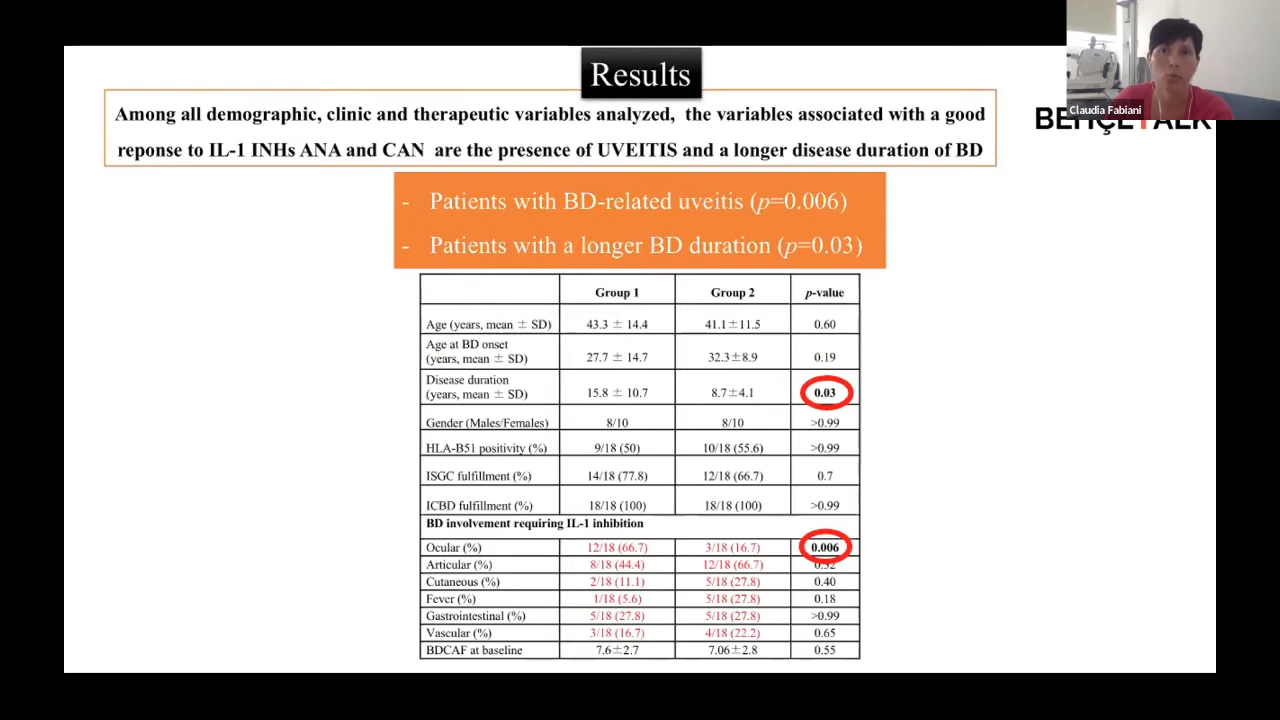 Results
Claudia Fabiani
Among all demographic, clinic and therapeutic variables analyzed, the variables associated with a good
reponse to IL-1 INHs ANA and CAN are the presence of UVEITIS and a longer disease duration of BD
- Patients with BD-related uveitis (p=0.006)
- Patients with a longer BD duration (p=0.03)
Group 1 Group 2 p-value
Age (years, mean ± SD) 43.3 ± 14.4 41.1±11.5 0.60
Age at BD onset
(years, mean ± SD) 27.7 ± 14.7 32.3±8.9 0.19
Disease duration
(years, mean ± SD) 15.8 ± 10.7 8.7±4.1 0.03
Gender (Males/Females) 8/10 8/10 >0.99
HLA-B51 positivity (%) 9/18 (50) 10/18 (55.6) >0.99
ISGC fulfillment (%) 14/18 (77.8) 12/18 (66.7) 0.7
ICBD fulfillment (%) 18/18 (100) 18/18 (100) >0.99
BD involvement requiring IL-1 inhibition
Ocular (%) 12/18 (66.7) 3/18 (16.7) 0.006
Articular (%) 8/18 (44.4) 12/18 (66.7)
Cutaneous (%) 2/18 (11.1) 5/18 (27.8) 0.40
Fever (%) 1/18 (5.6) 5/18 (27.8) 0.18
Gastrointestinal (%) 5/18 (27.8) 5/18 (27.8) >0.99
Vascular (%) 3/18 (16.7) 4/18 (22.2) 0.65
BDCAF at baseline 7.6±2.7 7.06±2.8 0.55